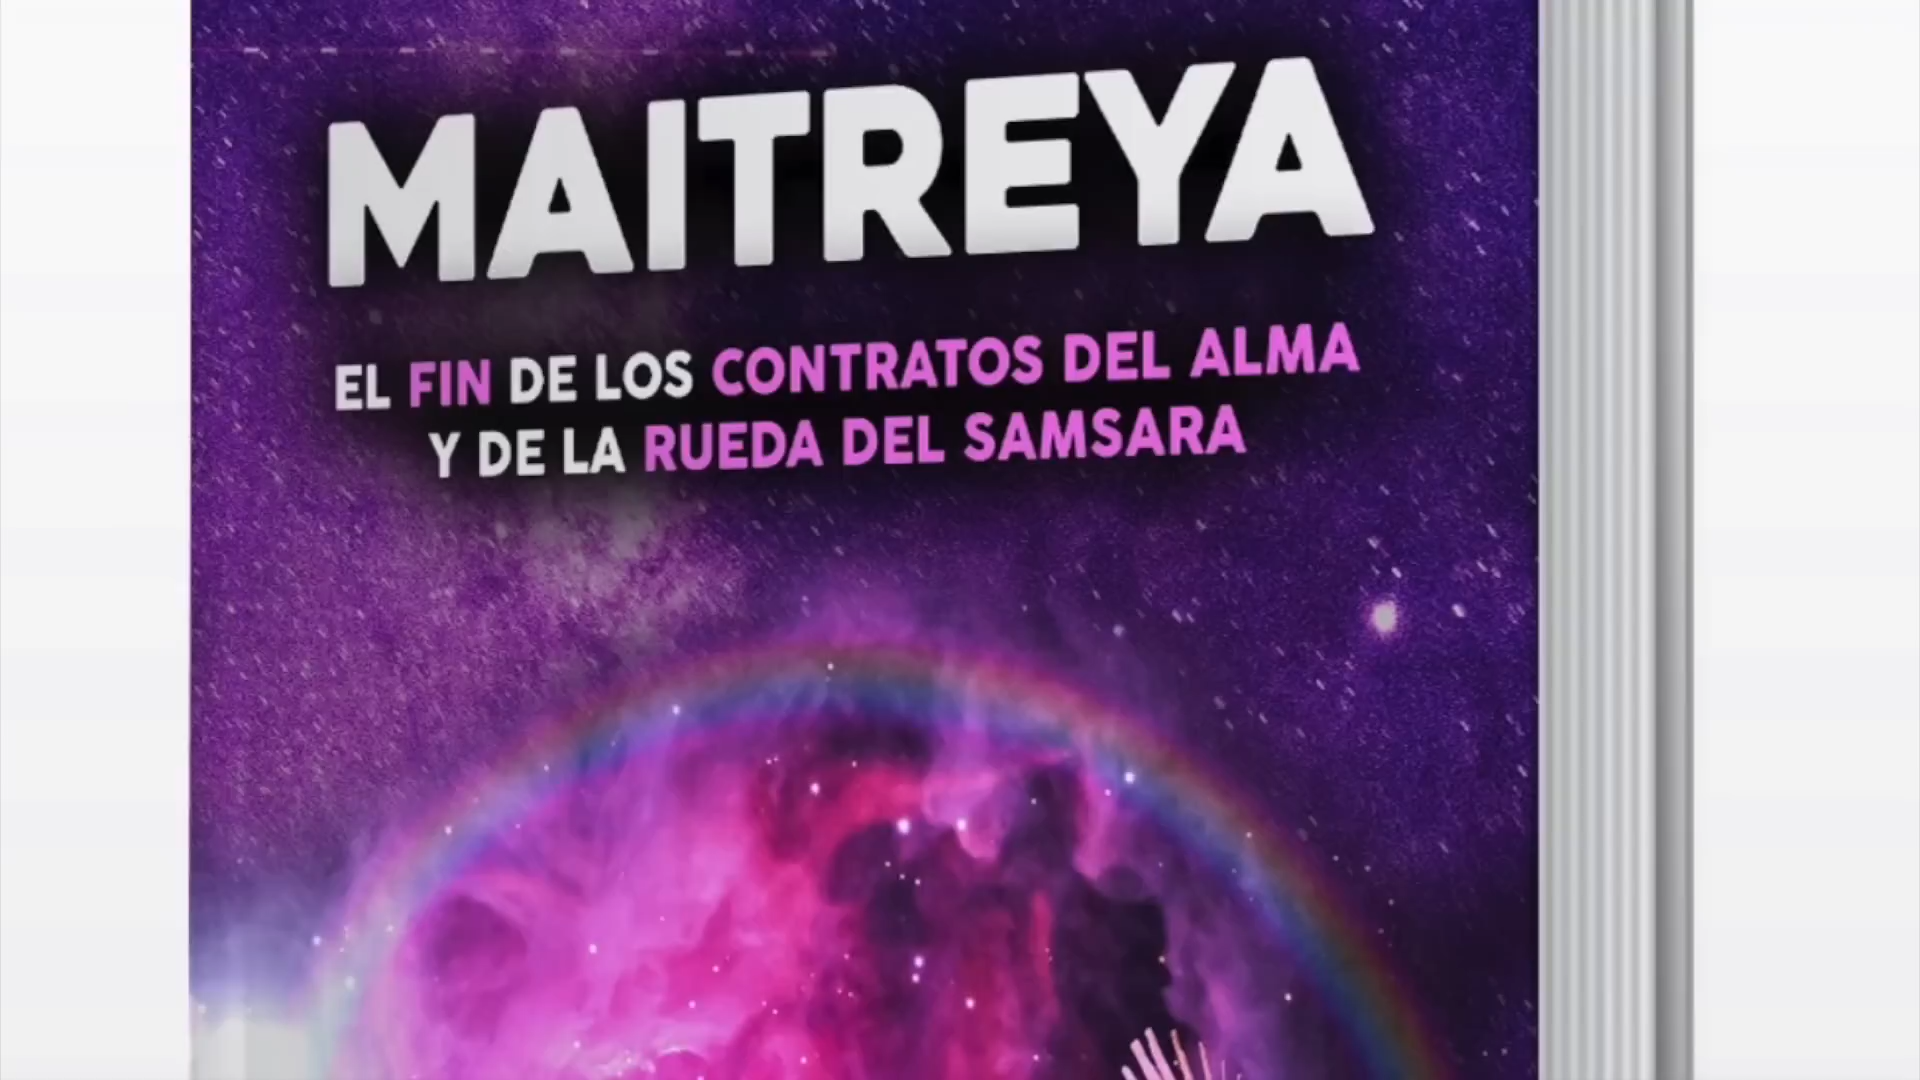 MAITREYA
EL FIN DE LOS CONTRATOS DEL ALMA
Y DE LA RUEDA DEL SAMSARA